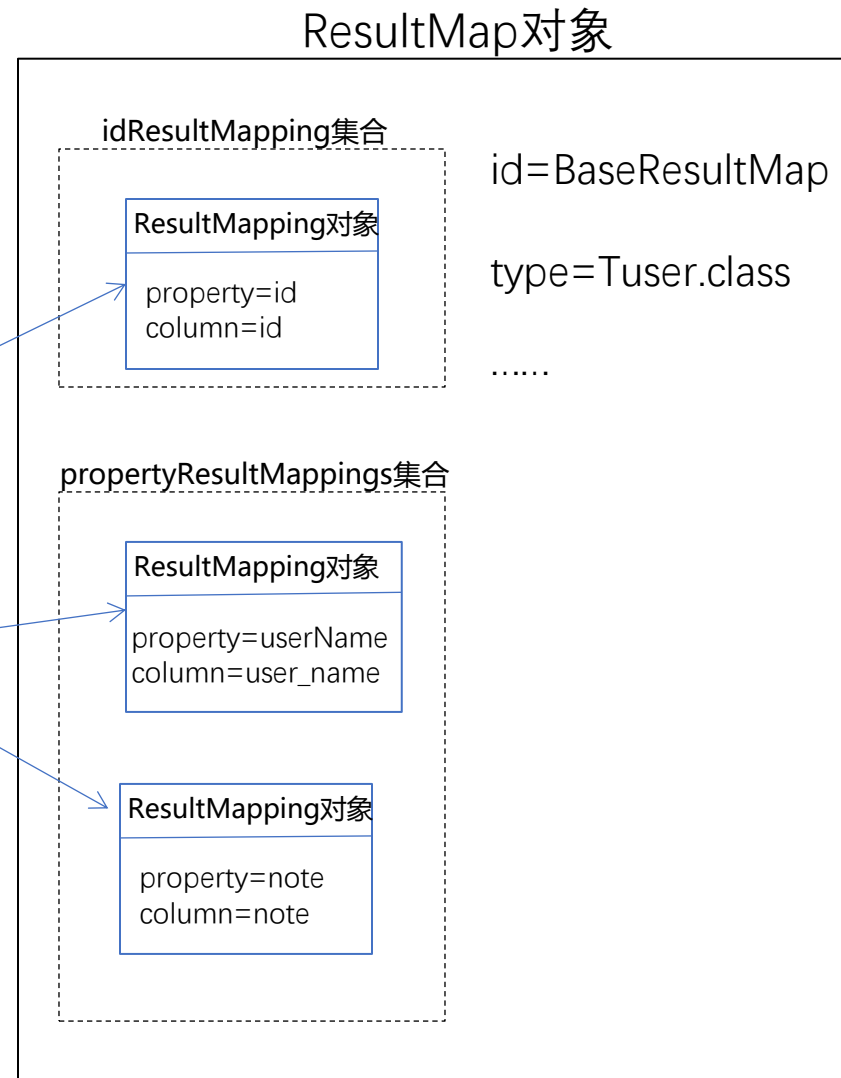 ResultMap对象
idResultMapping集合
ResultMapping对象
property=id
column=id
id=BaseResultMap
type=Tuser.class
……
propertyResultMappings集合
ResultMapping对象
property=userName
column=user_name
ResultMapping对象
property=note
column=note